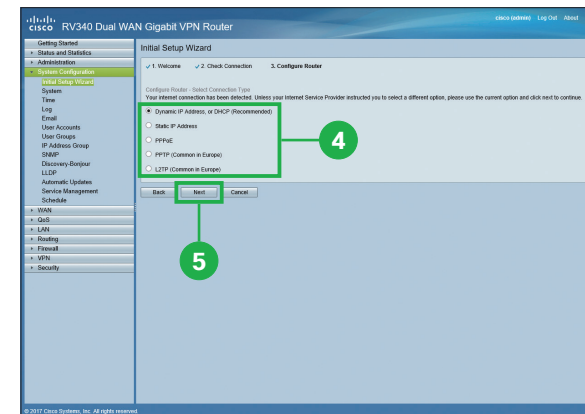 cisco RV340 Dual WAN Gigabit VPN Router
cisco (admin) Log Out About
Getting Started
Status and Statistics
Administration
System Configuration
Initial Setup Wizard
System
Time
Log
Email
User Accounts
User Groups
IP Address Group
SNMP
Discovery-Bonjour
LLDP
Automatic Updates
Service Management
Schedule
WAN
QoS
LAN
Routing
Firewall
VPN
Security
Initial Setup Wizard
1. Welcome 2. Check Connection 3. Configure Router
Configure Router - Select Connection Type
Your internet connection has been detected. Unless your Internet Service Provider instructed you to select a different option, please use the current option and click next to continue.
Dynamic IP Address, or DHCP (Recommended)
Static IP Address
PPPoE
PPTP (Common in Europe)
L2TP (Common in Europe)
4
Back Next Cancel
5
© 2017 Cisco Systems, Inc. All rights reserved.